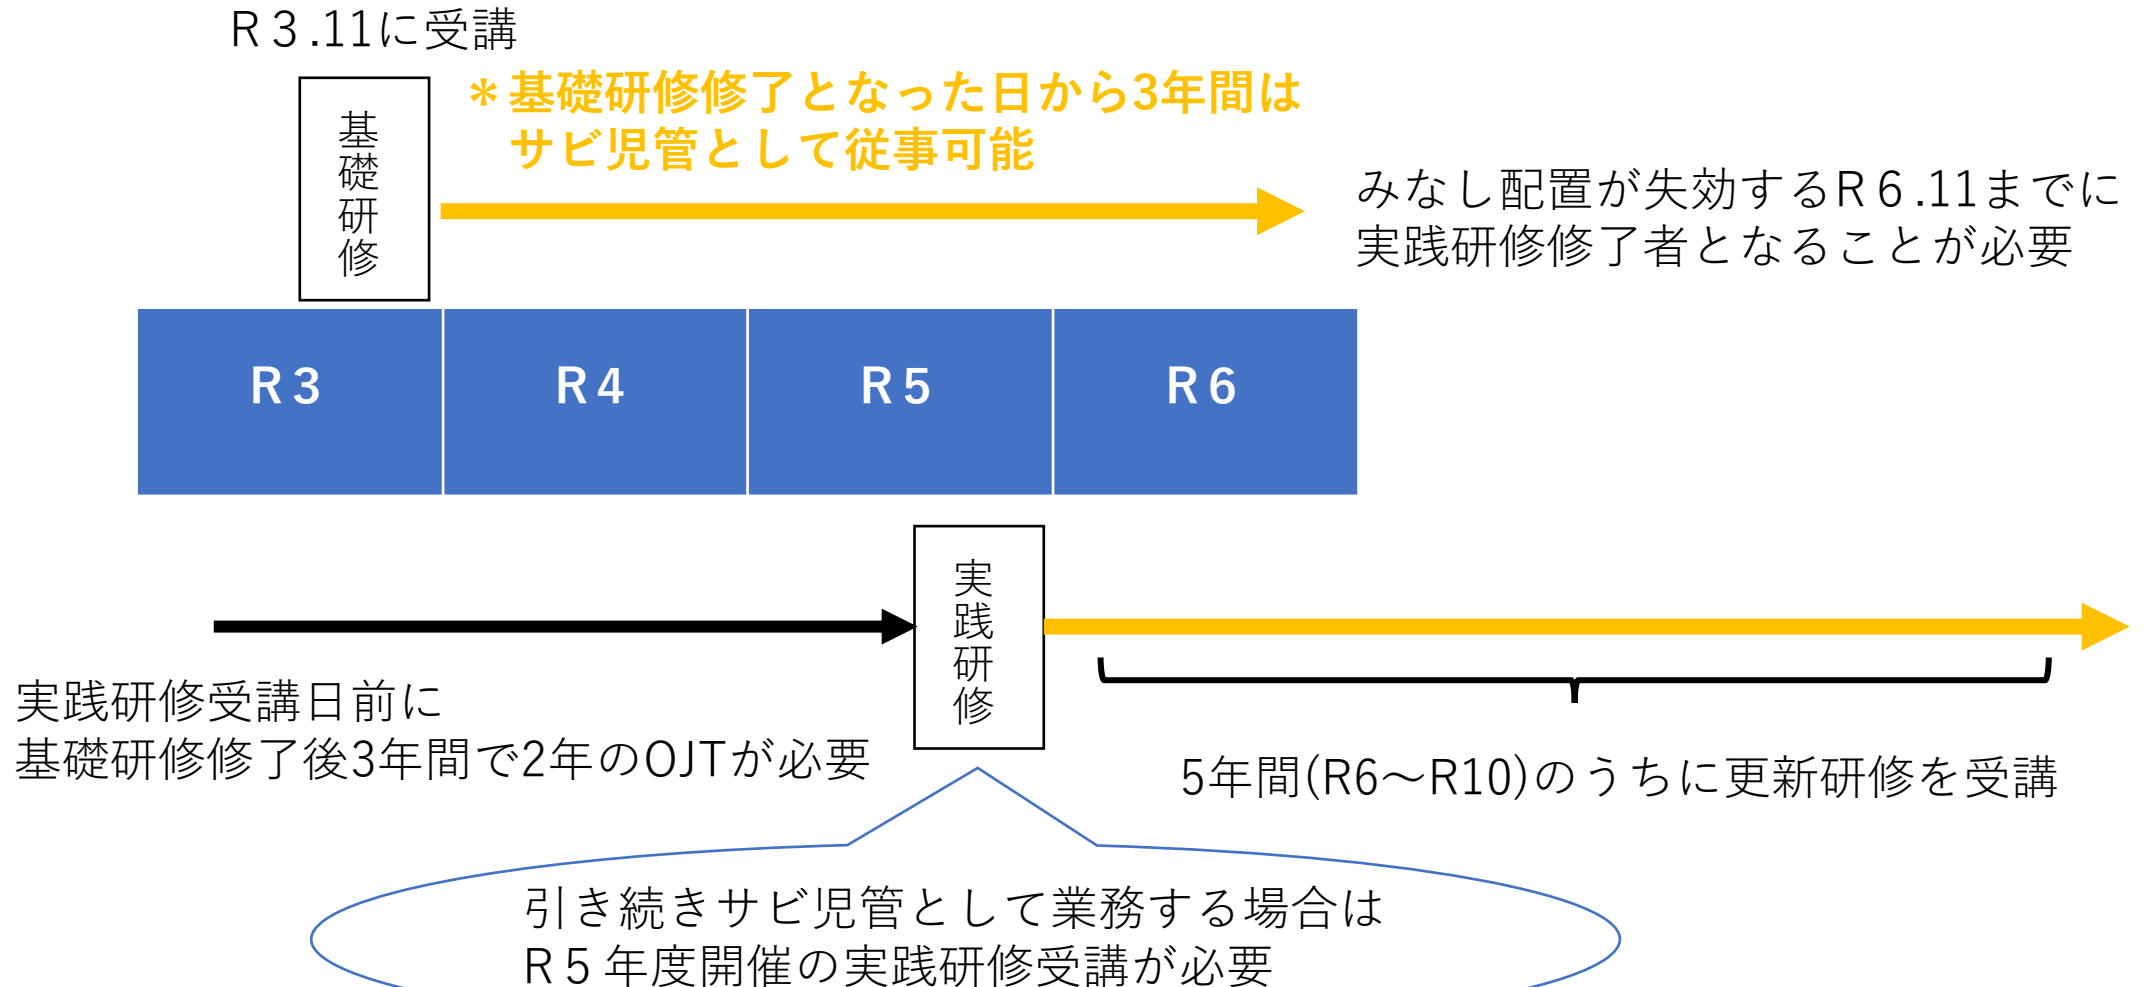 Ｒ３.11に受講
基礎研修
＊基礎研修修了となった日から3年間は
サビ児管として従事可能
みなし配置が失効するＲ６.11までに
実践研修修了者となることが必要
Ｒ３
Ｒ４
Ｒ５
Ｒ６
実践研修
実践研修受講日前に
基礎研修修了後3年間で2年のOJTが必要
5年間(R6～R10)のうちに更新研修を受講
引き続きサビ児管として業務する場合は
Ｒ５年度開催の実践研修受講が必要